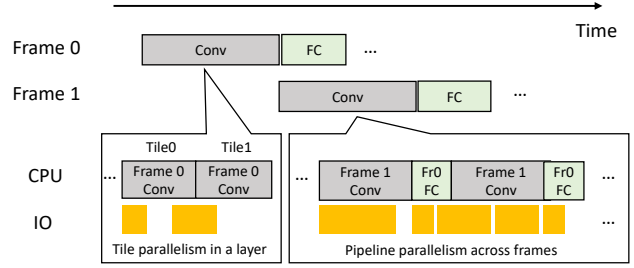 Time
Frame 0
Conv
FC
...
Frame 1
Conv
FC
...
Tile0
Tile1
CPU
...
Frame 0
Conv
Frame 0
Conv
...
Frame 1
Conv
Fr0
FC
Frame 1
Conv
Fr0
FC
...
IO
...
Tile parallelism in a layer
Pipeline parallelism across frames